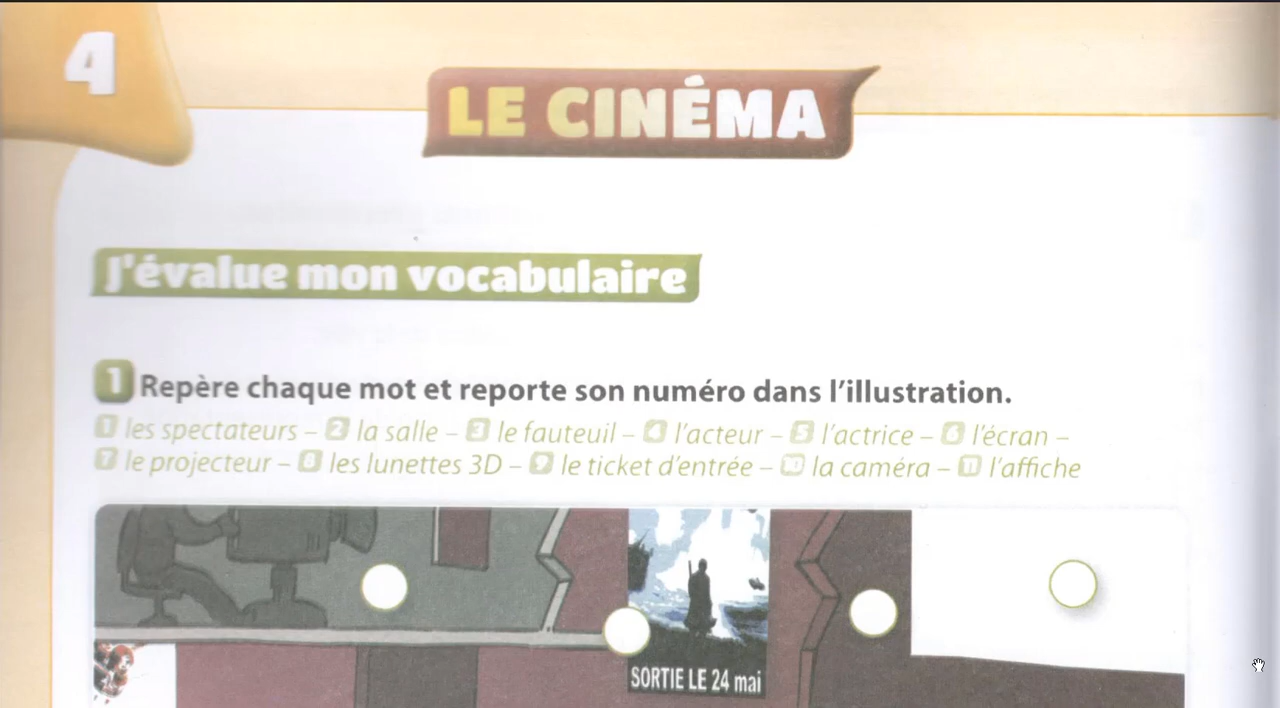 4
LE CINÉMA
J'évalue mon vocabulaire
1 Repère chaque mot et reporte son numéro dans l'illustration.
1 les spectateurs – 2 la salle – 3 le fauteuil – 4 l'acteur – 5 l'actrice – 6 l'écran –
7 le projecteur – 8 les lunettes 3D – 9 le ticket d'entrée – 10 la caméra – 11 l'affiche
SORTIE LE 24 mai